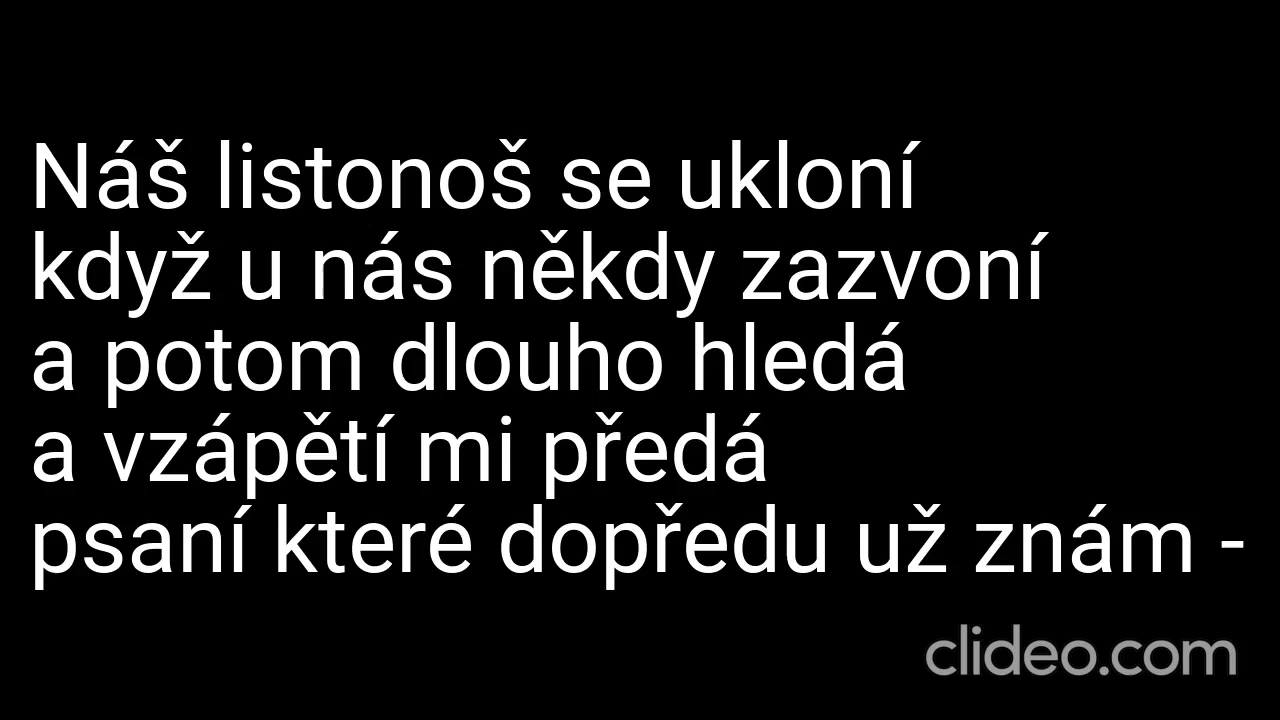 Náš listonoš se ukloní
když u nás někdy zazvoní
a potom dlouho hledá
a vzápětí mi předá
psaní které dopředu už znám -
clideo.com